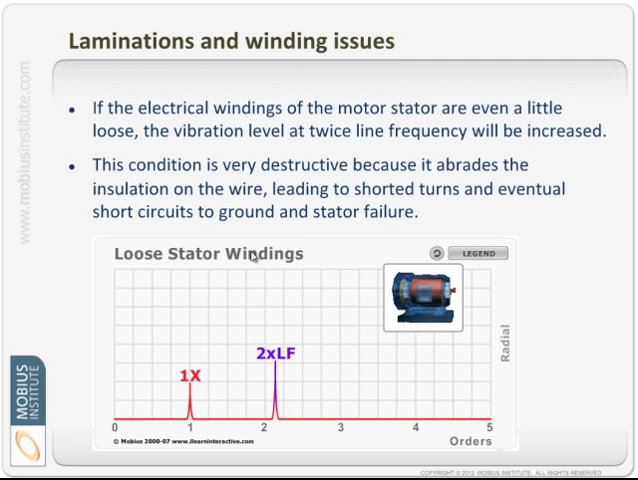 Laminations and winding issues
www.mobiusinstitute.com
• If the electrical windings of the motor stator are even a little
loose, the vibration level at twice line frequency will be increased.
• This condition is very destructive because it abrades the
insulation on the wire, leading to shorted turns and eventual
short circuits to ground and stator failure.
Loose Stator Windings
LEGEND
2xLF
1X
Radial
0 1 2 3 4 5
© Mobius 2000-07 www.ilearninteractive.com
Orders
MOBIUS
INSTITUTE
COPYRIGHT © 2012 MOBIUS INSTITUTE. ALL RIGHTS RESERVED